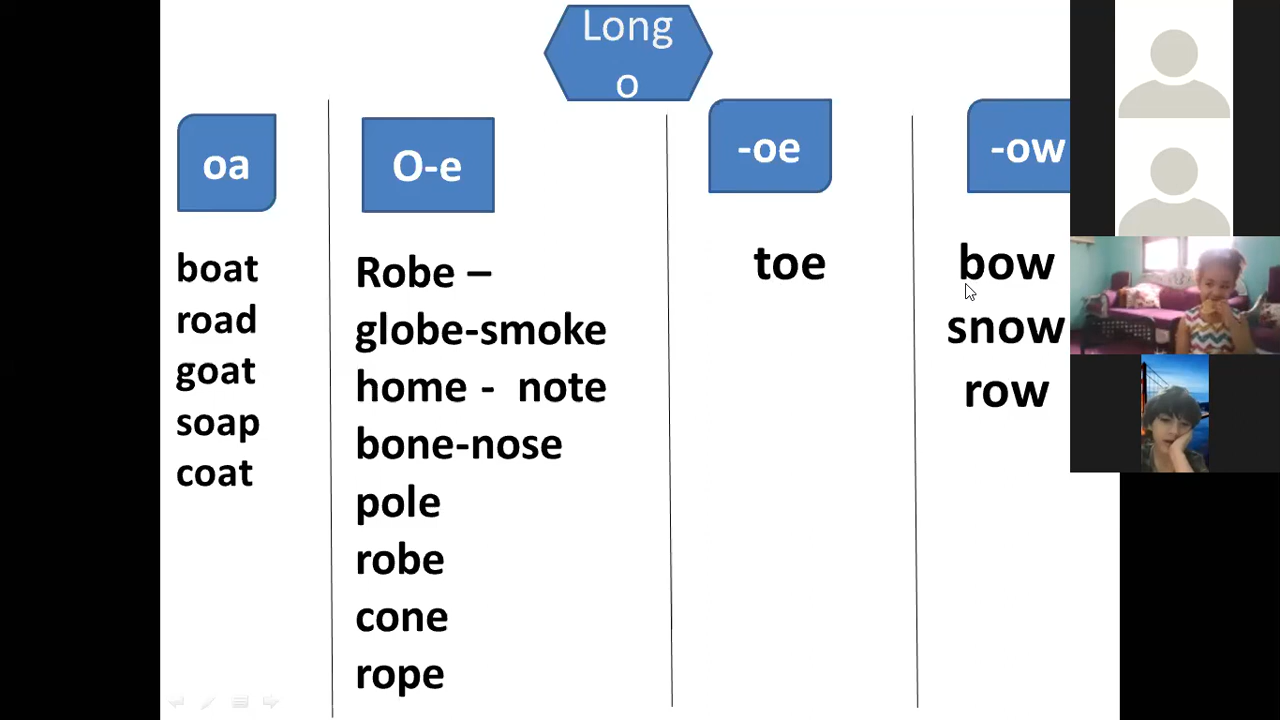 Long
o
oa
boat
road
goat
soap
coat
O-e
Robe –
globe-smoke
home - note
bone-nose
pole
robe
cone
rope
-oe
toe
-ow
bow
snow
row